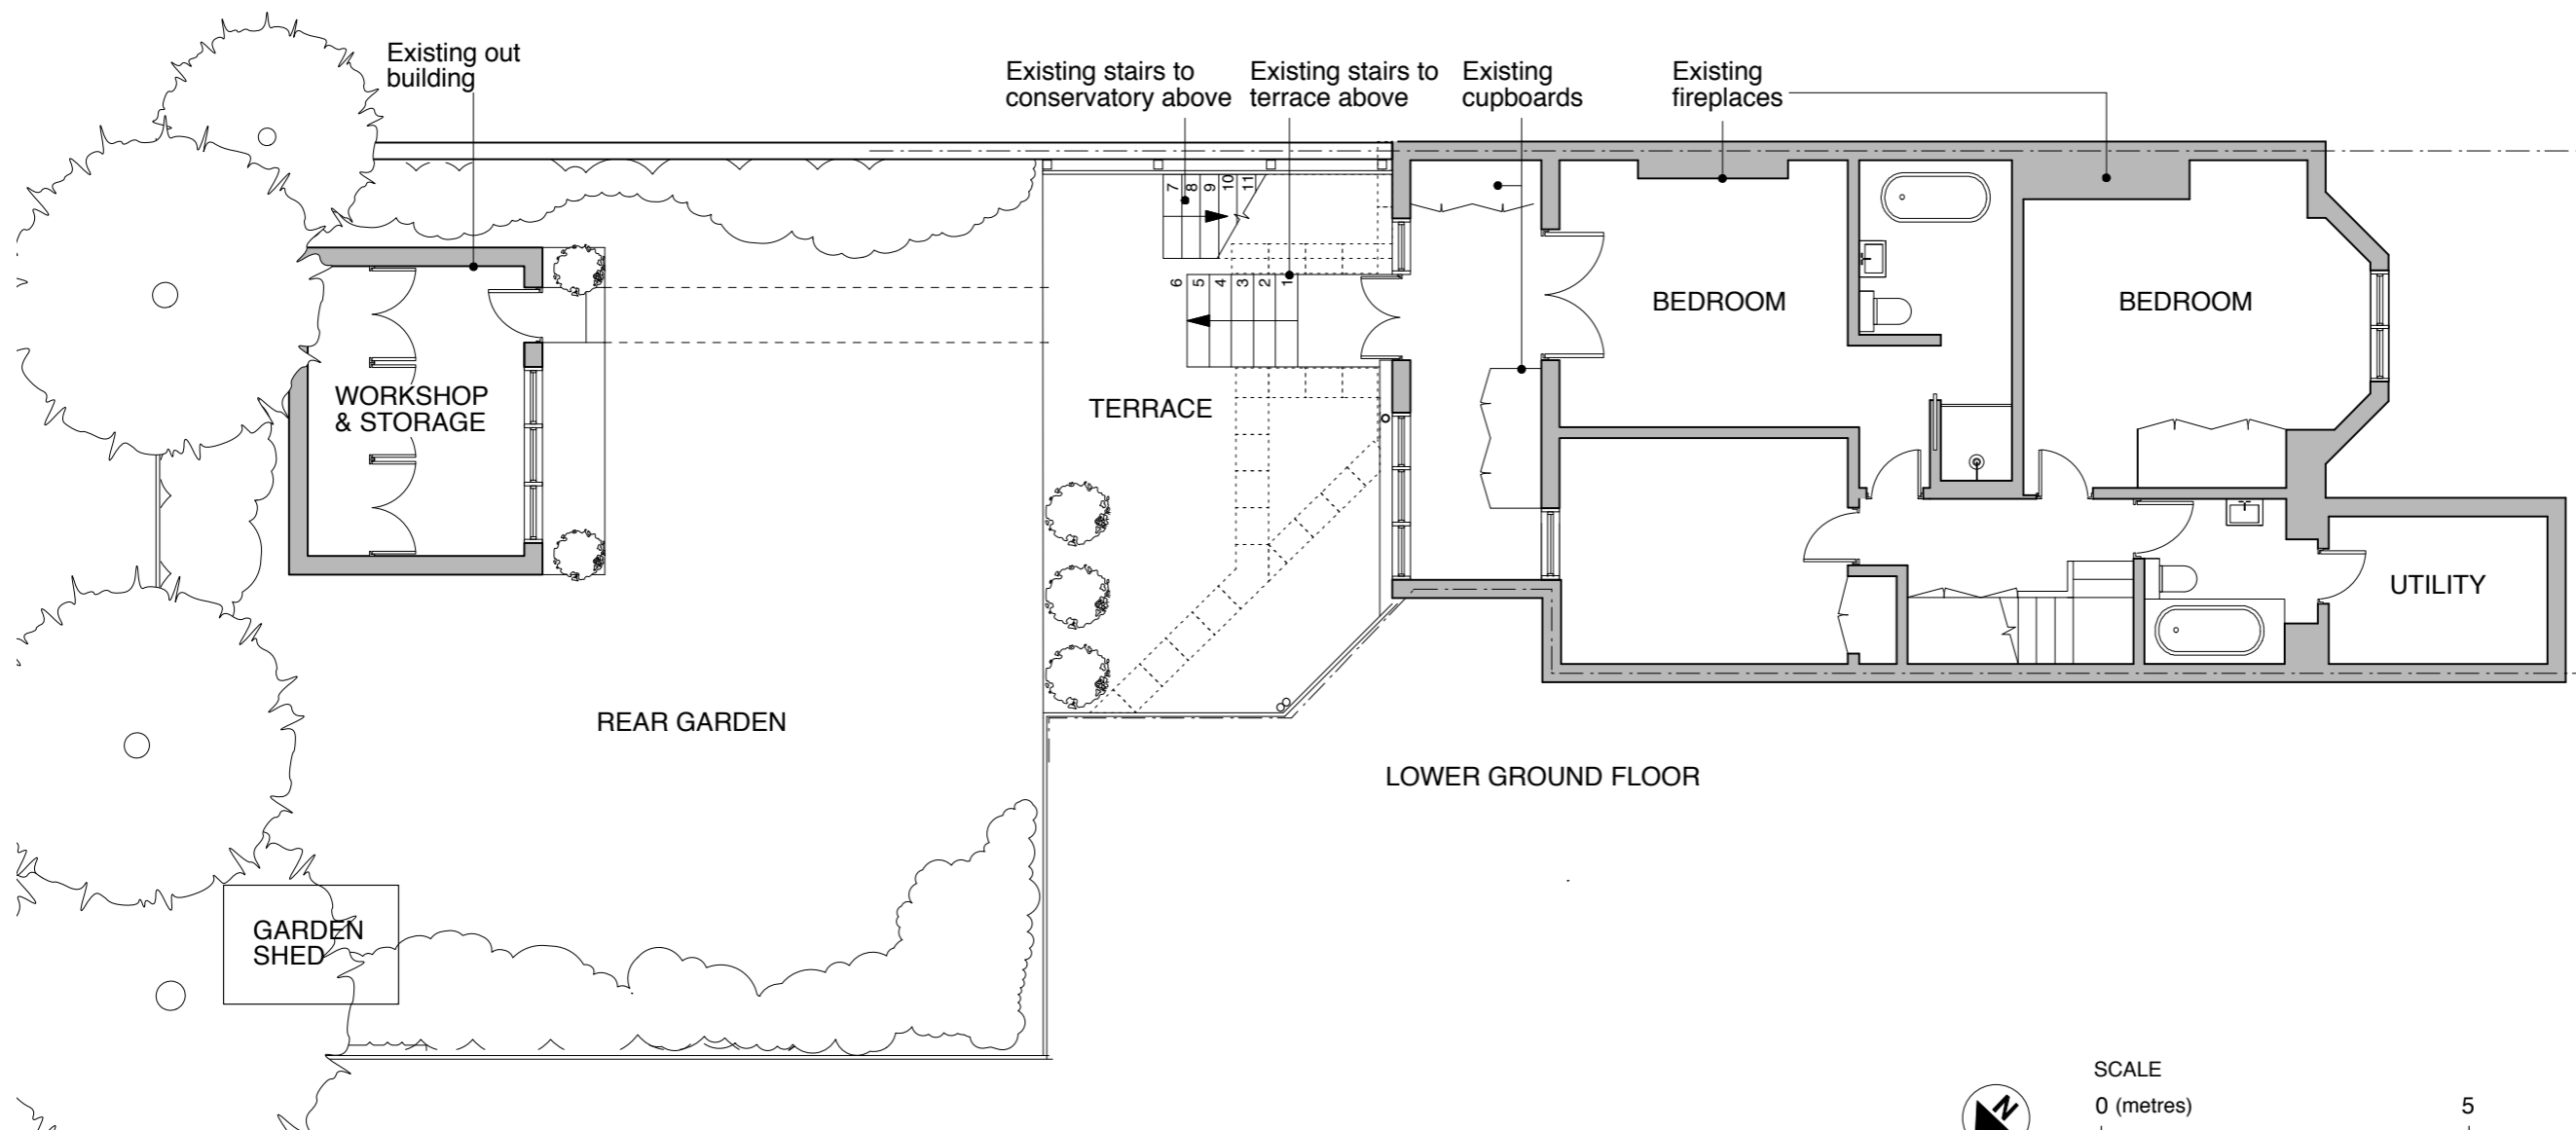 Existing out
building
Existing stairs to
conservatory above
Existing stairs to
terrace above
Existing
cupboards
Existing
fireplaces
7
8
9
10
11
6
5
4
3
2
1
BEDROOM
BEDROOM
WORKSHOP
& STORAGE
TERRACE
UTILITY
REAR GARDEN
LOWER GROUND FLOOR
GARDEN
SHED
N
SCALE
0 (metres)
5